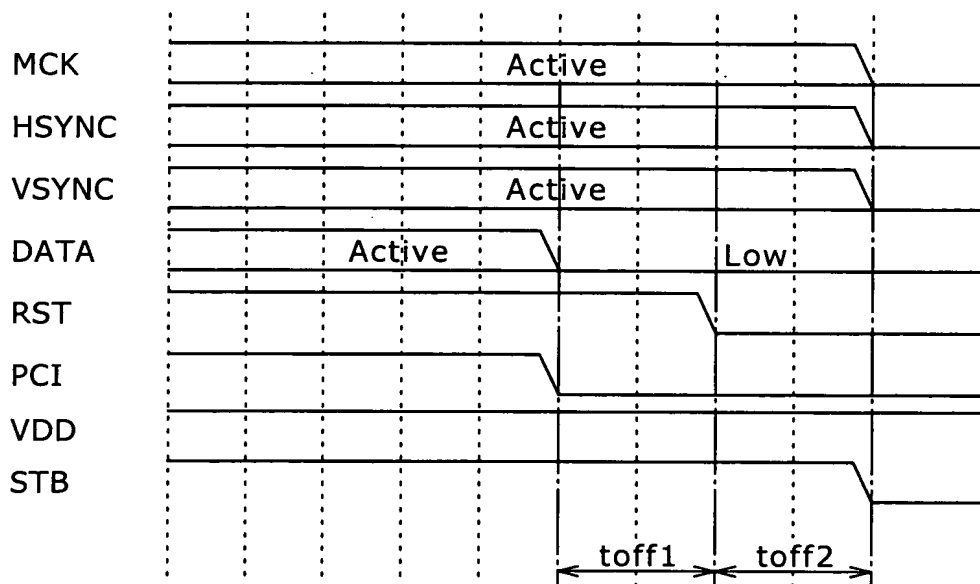 MCK Active
HSYNC Active
VSYNC Active
DATA Active Low
RST
PCI
VDD
STB
toff1 toff2